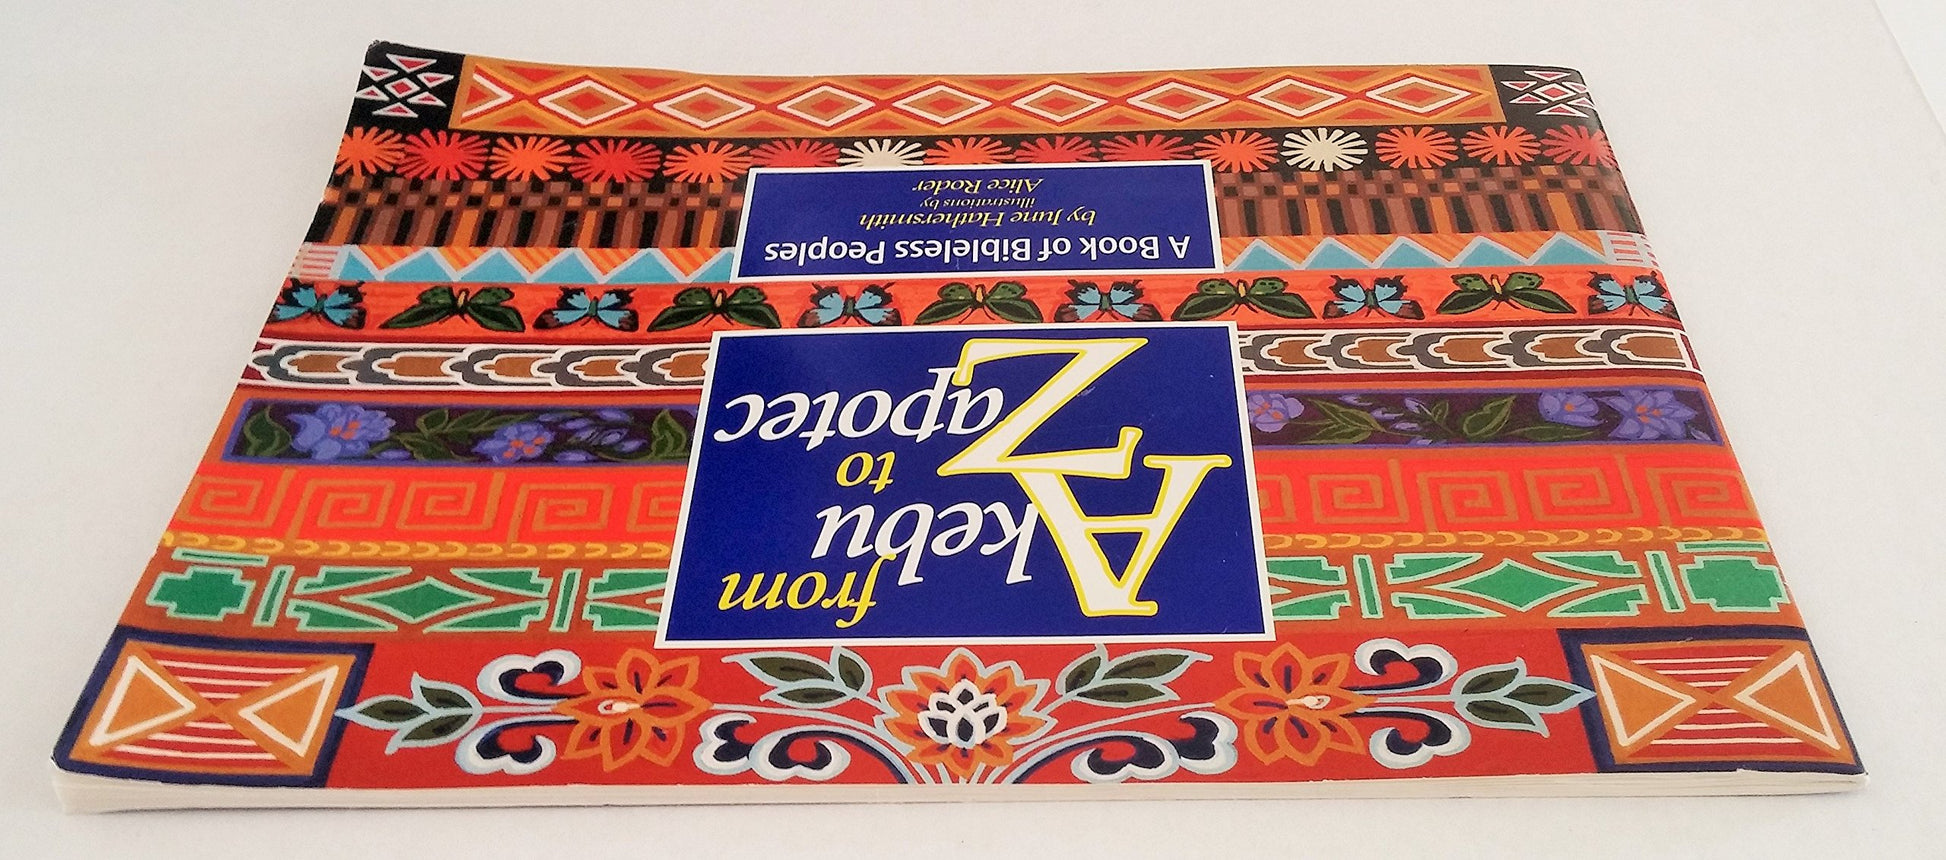 from
Akebu
to
Zapotec
A Book of Bibleless Peoples
by June Hathersmith
illustrations by
Alice Roder